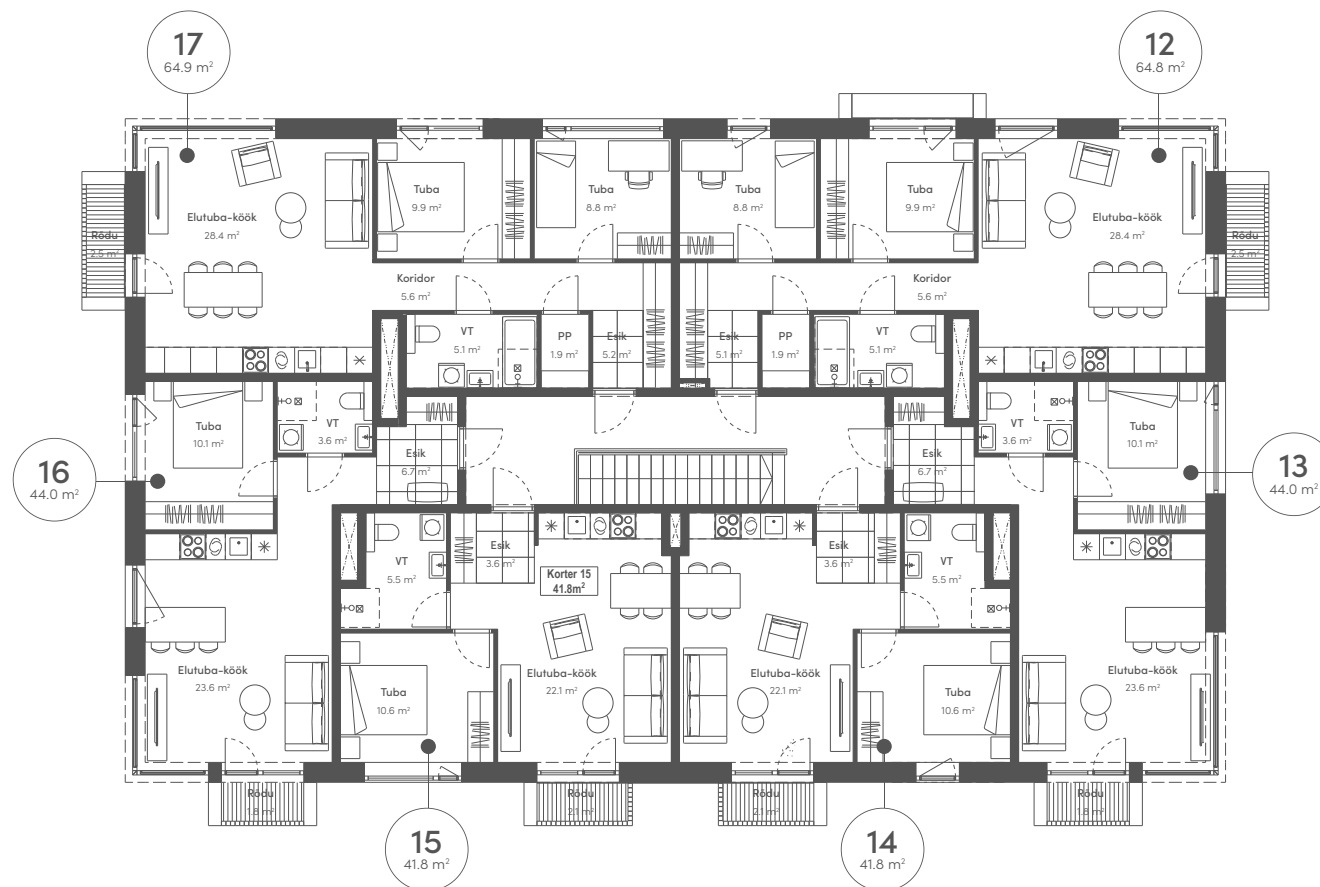 17
64.9 m²
12
64.8 m²
Tuba
9.9 m²
Tuba
8.8 m²
Tuba
8.8 m²
Tuba
9.9 m²
Elutuba-köök
28.4 m²
Elutuba-köök
28.4 m²
Rõdu
2.5 m²
Rõdu
2.5 m²
Koridor
5.6 m²
Koridor
5.6 m²
VT
5.1 m²
PP
1.9 m²
Esik
5.2 m²
Esik
5.1 m²
PP
1.9 m²
VT
5.1 m²
Tuba
10.1 m²
VT
3.6 m²
Esik
6.7 m²
Esik
6.7 m²
VT
3.6 m²
Tuba
10.1 m²
16
44.0 m²
13
44.0 m²
VT
5.5 m²
Esik
3.6 m²
Korter 15
41.8m²
Esik
3.6 m²
VT
5.5 m²
Elutuba-köök
23.6 m²
Tuba
10.6 m²
Elutuba-köök
22.1 m²
Elutuba-köök
22.1 m²
Tuba
10.6 m²
Elutuba-köök
23.6 m²
Rõdu
1.8 m²
Rõdu
2.1 m²
Rõdu
2.1 m²
Rõdu
1.8 m²
15
41.8 m²
14
41.8 m²